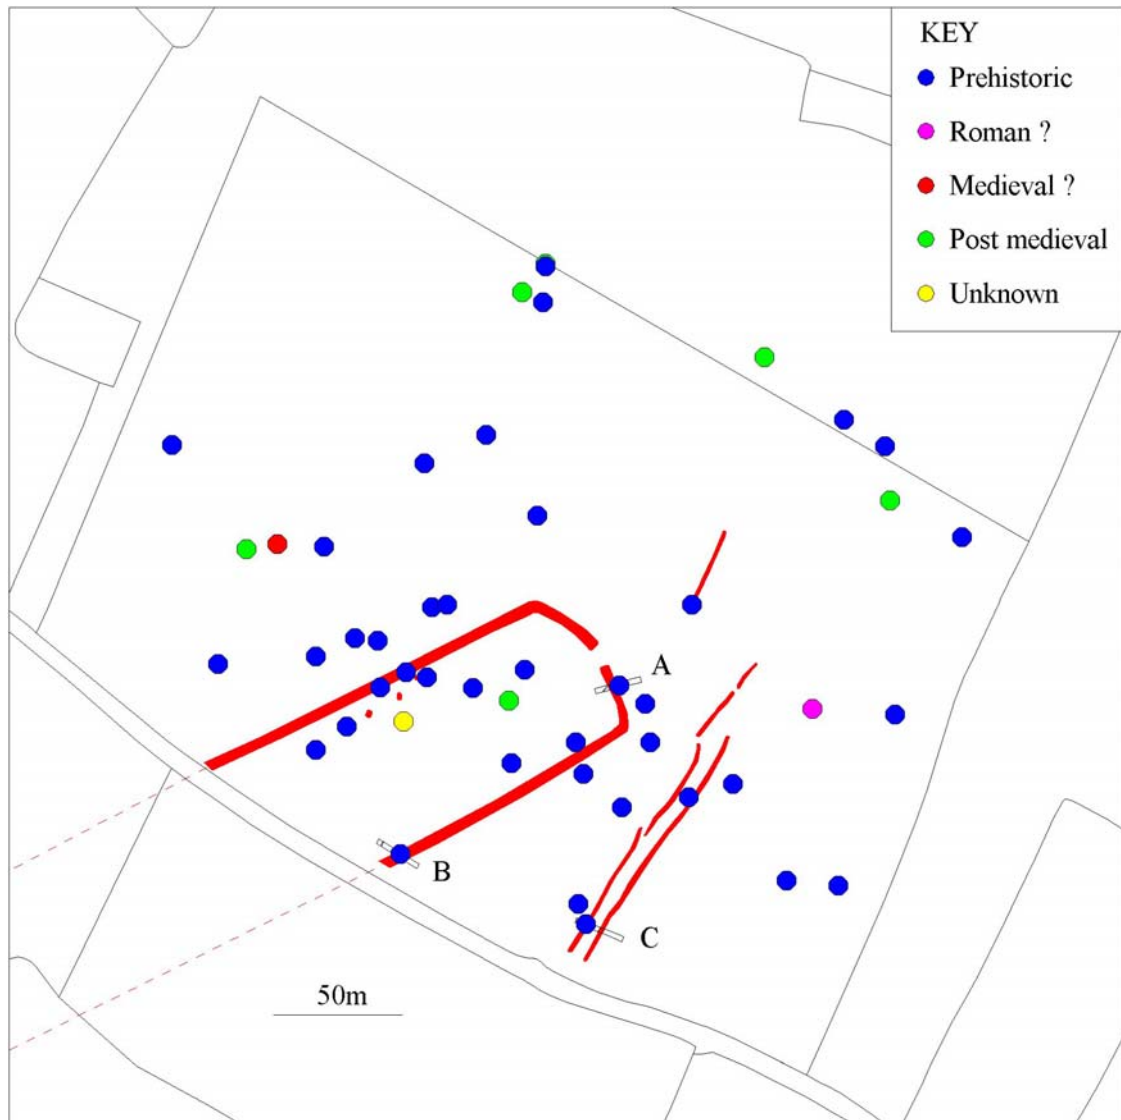 KEY
Prehistoric
Roman ?
Medieval ?
Post medieval
Unknown
A
B
C
50m